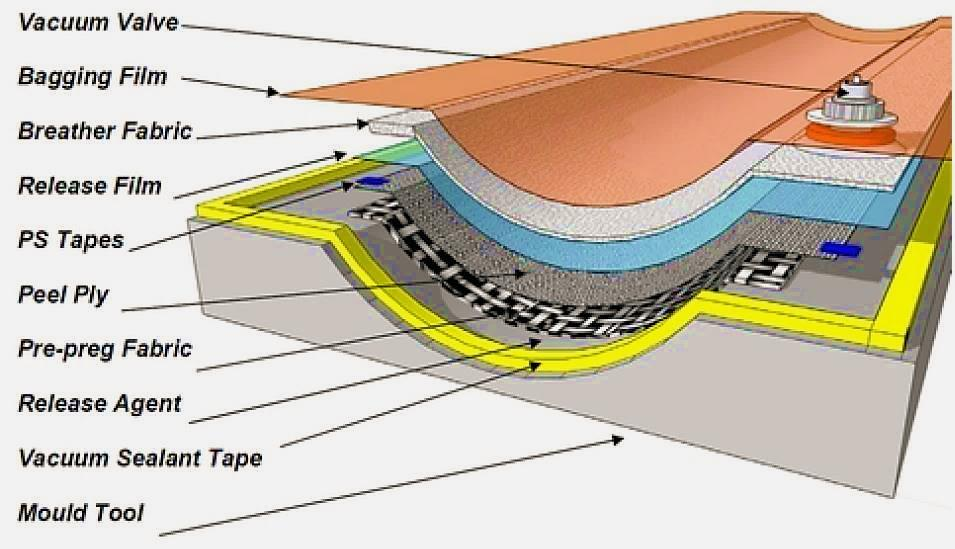 Vacuum Valve
Bagging Film
Breather Fabric
Release Film
PS Tapes
Peel Ply
Pre-preg Fabric
Release Agent
Vacuum Sealant Tape
Mould Tool